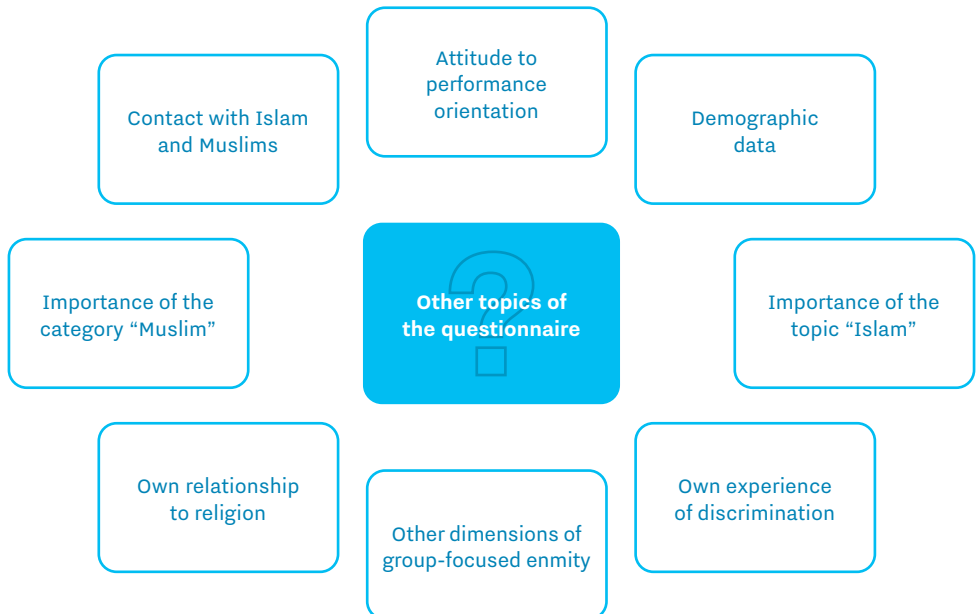 Attitude to
performance
orientation
Contact with Islam
and Muslims
Demographic
data
Importance of the
category “Muslim”
?
Other topics of
the questionnaire
Importance of the
topic “Islam”
Own relationship
to religion
Own experience
of discrimination
Other dimensions of
group-focused enmity